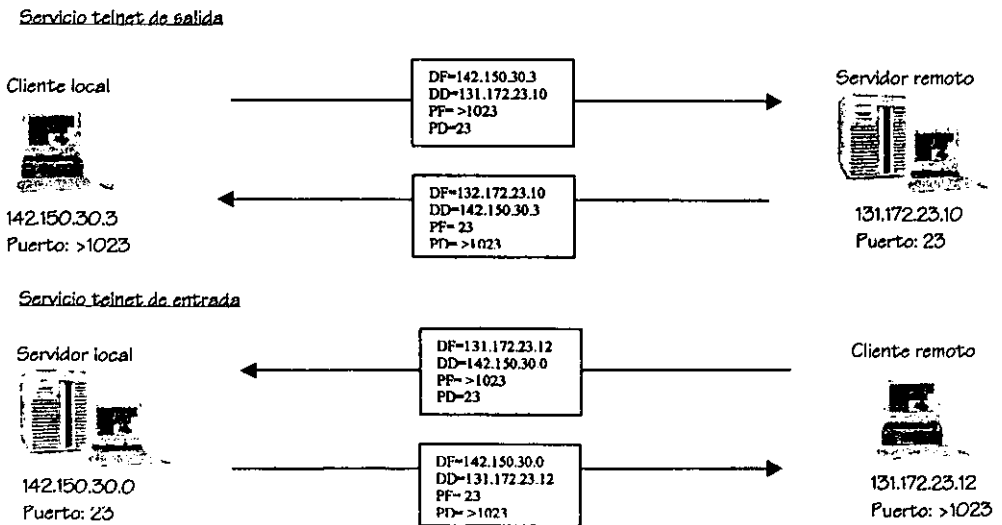 Servicio telnet de salida
Cliente local
142.150.30.3
Puerto: >1023
DF=142.150.30.3
DD=131.172.23.10
PF= >1023
PD=23
DF=132.172.23.10
DD=142.150.30.3
PF= 23
PD= >1023
Servidor remoto
131.172.23.10
Puerto: 23
Servicio telnet de entrada
Servidor local
142.150.30.0
Puerto: 23
DF=131.172.23.12
DD=142.150.30.0
PF= >1023
PD=23
DF=142.150.30.0
DD=131.172.23.12
PF= 23
PD= >1023
Cliente remoto
131.172.23.12
Puerto: >1023